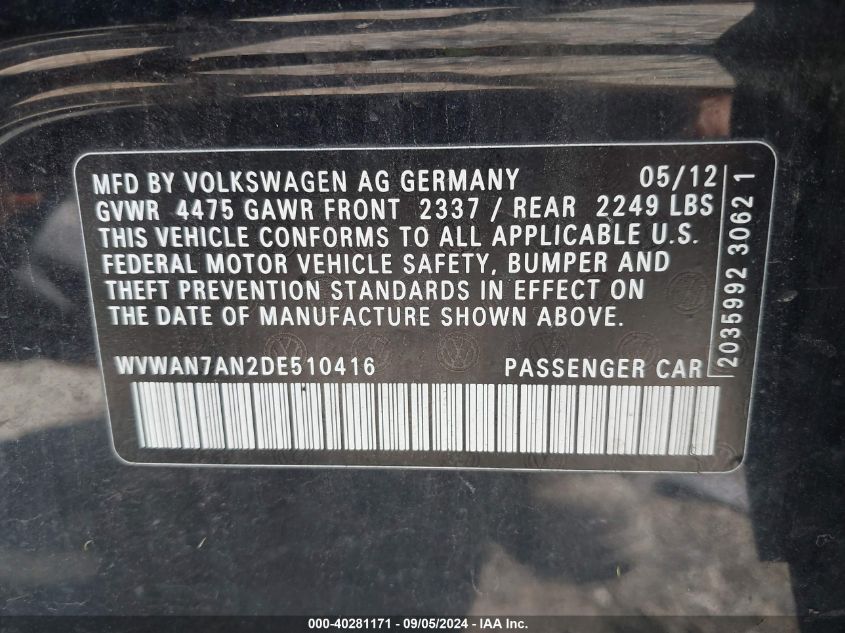 MFD BY VOLKSWAGEN AG GERMANY 05/12
GVWR 4475 GAWR FRONT 2337 / REAR 2249 LBS
THIS VEHICLE CONFORMS TO ALL APPLICABLE U.S.
FEDERAL MOTOR VEHICLE SAFETY, BUMPER AND
THEFT PREVENTION STANDARDS IN EFFECT ON
THE DATE OF MANUFACTURE SHOWN ABOVE.
WVWAN7AN2DE510416 PASSENGER CAR
2035992 3062 1
000-40281171 - 09/05/2024 - IAA Inc.